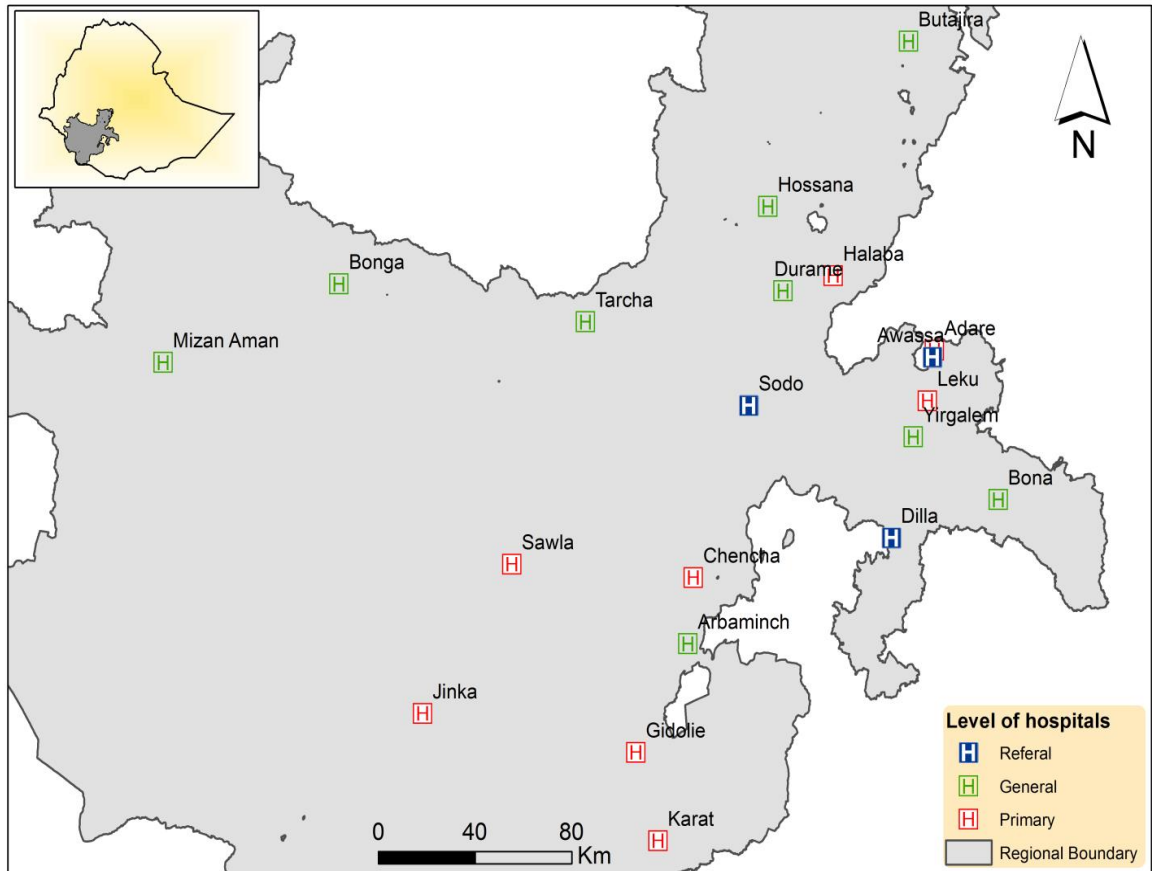 Butajira
N
Hossana
Halaba
Durame
Bonga
Tarcha
Mizan Aman
Adare
Awassa
Leku
Sodo
Yirgalem
Bona
Dilla
Sawla
Chencha
Arbaminch
Jinka
Gidolie
Karat
0 40 80
Km
Level of hospitals
H Referal
H General
H Primary
Regional Boundary